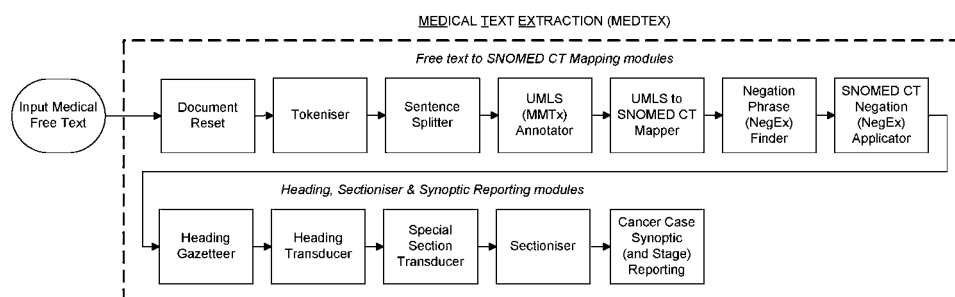 MEDICAL TEXT EXTRACTION (MEDTEX)
Free text to SNOMED CT Mapping modules
Input Medical
Free Text
Document
Reset
Tokeniser
Sentence
Splitter
UMLS
(MMTx)
Annotator
UMLS to
SNOMED CT
Mapper
Negation
Phrase
(NegEx)
Finder
SNOMED CT
Negation
(NegEx)
Applicator
Heading, Sectioniser & Synoptic Reporting modules
Heading
Gazetteer
Heading
Transducer
Special
Section
Transducer
Sectioniser
Cancer Case
Synoptic
(and Stage)
Reporting